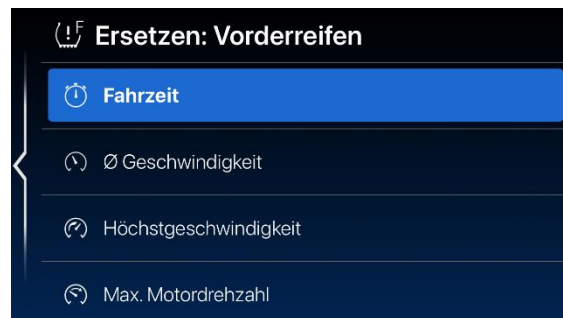 F
Ersetzen: Vorderreifen
Fahrzeit
Ø Geschwindigkeit
Höchstgeschwindigkeit
Max. Motordrehzahl